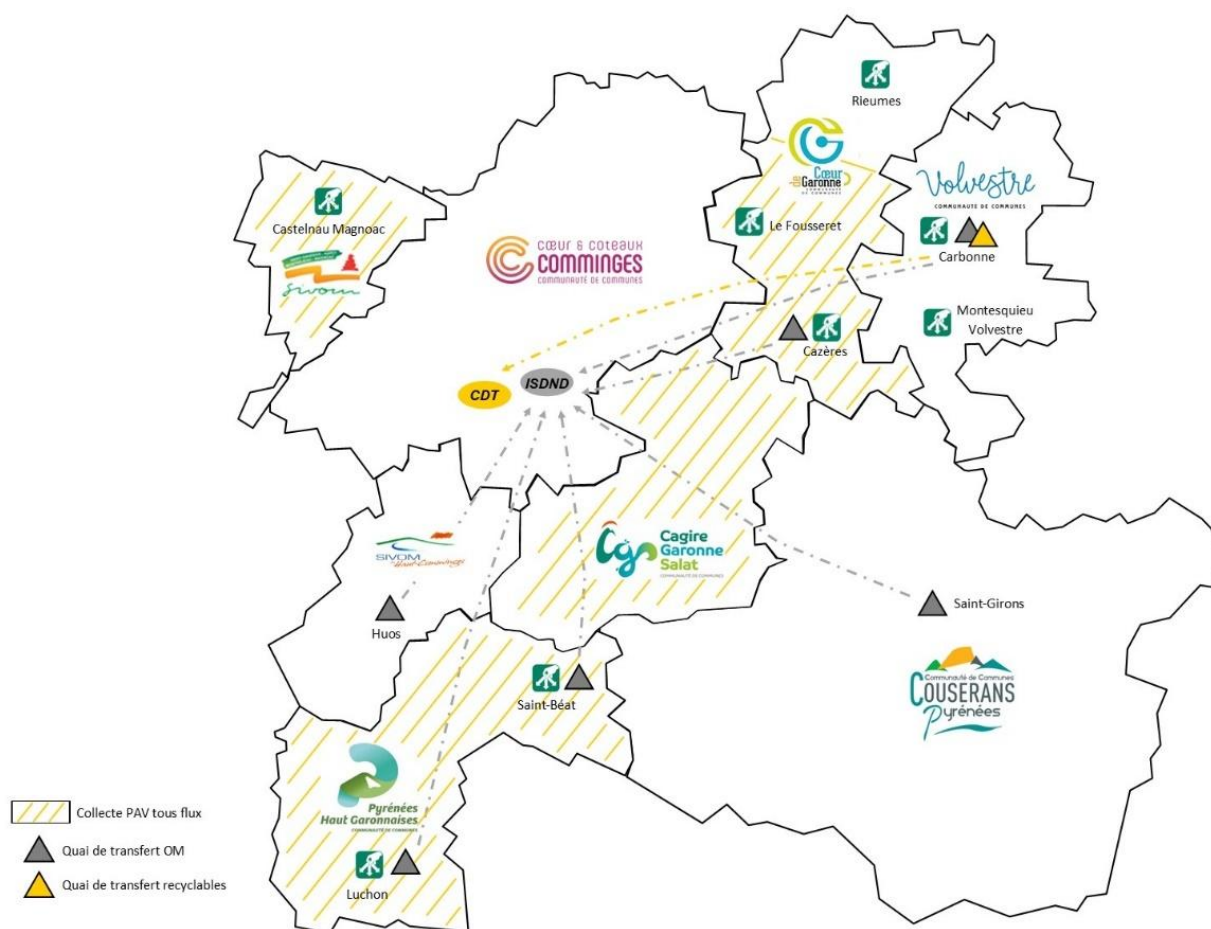 Rieumes
Cœur
de
Garonne
COMMUNAUTÉ
DE COMMUNES
Volvestre
COMMUNAUTÉ DE COMMUNES
Castelnau Magnoac
Sivom
Le Fousseret
Carbonne
CŒUR & COTEAUX
COMMINGES
COMMUNAUTÉ DE COMMUNES
Montesquieu
Volvestre
Cazères
CDT
ISDND
SIVOM
Haut-Comminges
Cagire
Garonne
Salat
COMMUNAUTÉ DE COMMUNES
Huos
Saint-Girons
Communauté de Communes
COUSERANS
Pyrénées
Saint-Béat
Pyrénées
Haut Garonnaises
COMMUNAUTÉ DE COMMUNES
Luchon
Collecte PAV tous flux
Quai de transfert OM
Quai de transfert recyclables